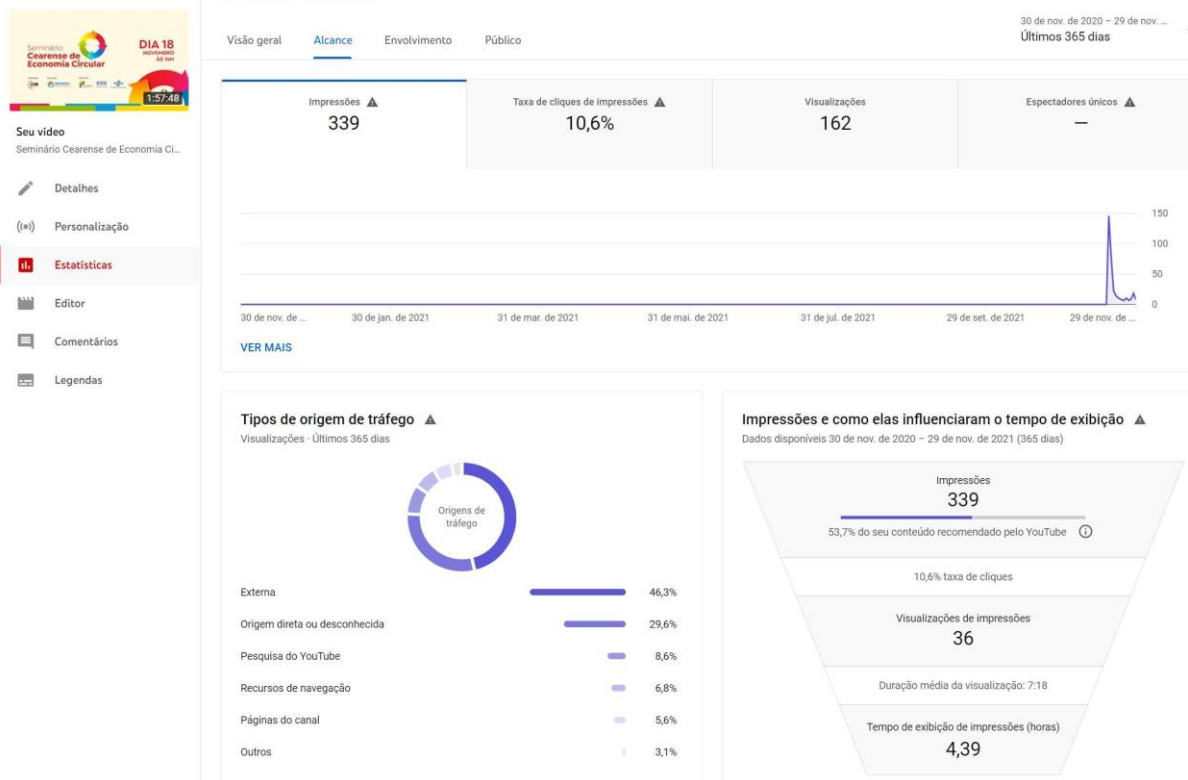 Seminário
Cearense de
Economia Circular
DIA 18
NOVEMBRO
ÀS 14H
1:57:48
Seu vídeo
Seminário Cearense de Economia Ci...
Detalhes
Personalização
Estatísticas
Editor
Comentários
Legendas
Visão geral
Alcance
Envolvimento
Público
30 de nov. de 2020 – 29 de nov. ...
Últimos 365 dias
Impressões
339
Taxa de cliques de impressões
10,6%
Visualizações
162
Espectadores únicos
—
150
100
50
0
30 de nov. de ...
30 de jan. de 2021
31 de mar. de 2021
31 de mai. de 2021
31 de jul. de 2021
29 de set. de 2021
29 de nov. de ...
VER MAIS
Tipos de origem de tráfego
Visualizações · Últimos 365 dias
Origens de
tráfego
Externa 46,3%
Origem direta ou desconhecida 29,6%
Pesquisa do YouTube 8,6%
Recursos de navegação 6,8%
Páginas do canal 5,6%
Outros 3,1%
Impressões e como elas influenciaram o tempo de exibição
Dados disponíveis 30 de nov. de 2020 – 29 de nov. de 2021 (365 dias)
Impressões
339
53,7% do seu conteúdo recomendado pelo YouTube
10,6% taxa de cliques
Visualizações de impressões
36
Duração média da visualização: 7:18
Tempo de exibição de impressões (horas)
4,39